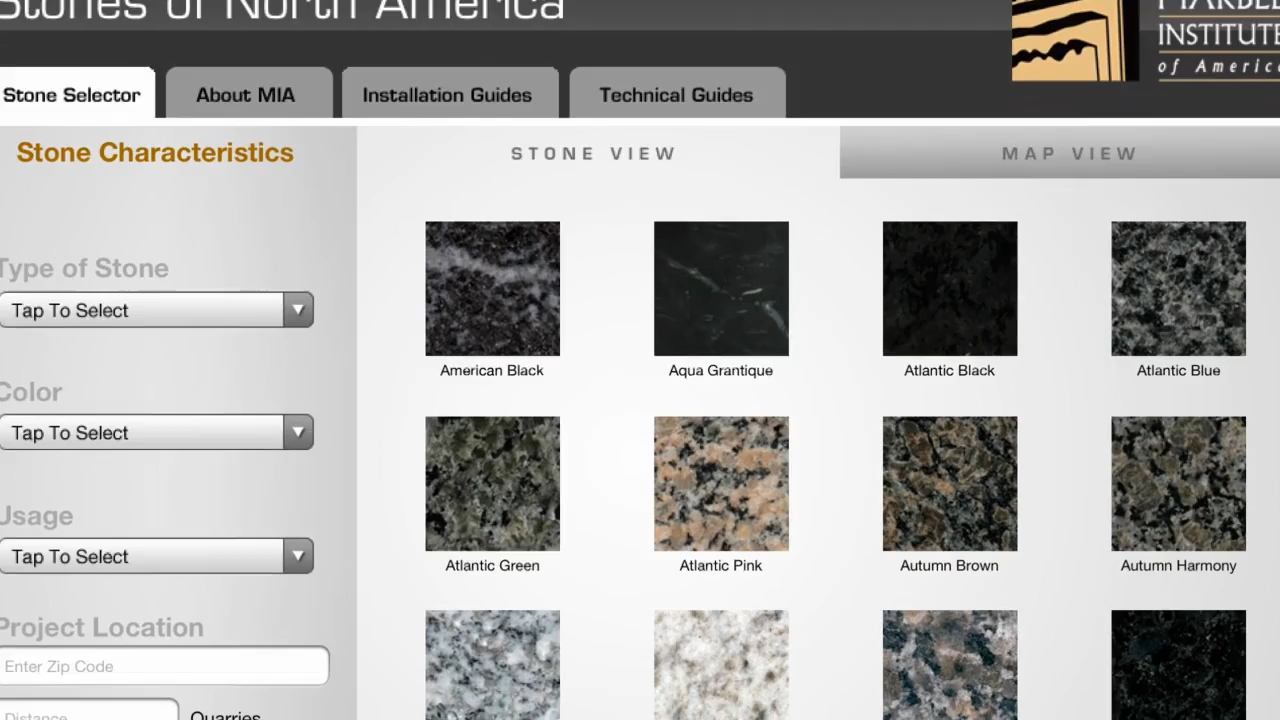 Stones of North America
MARBLE
INSTITUTE
of America
Stone Selector
About MIA
Installation Guides
Technical Guides
Stone Characteristics
STONE VIEW
MAP VIEW
Type of Stone
Tap To Select
Color
Tap To Select
Usage
Tap To Select
Project Location
Enter Zip Code
Distance
Quarries
American Black
Aqua Grantique
Atlantic Black
Atlantic Blue
Atlantic Green
Atlantic Pink
Autumn Brown
Autumn Harmony